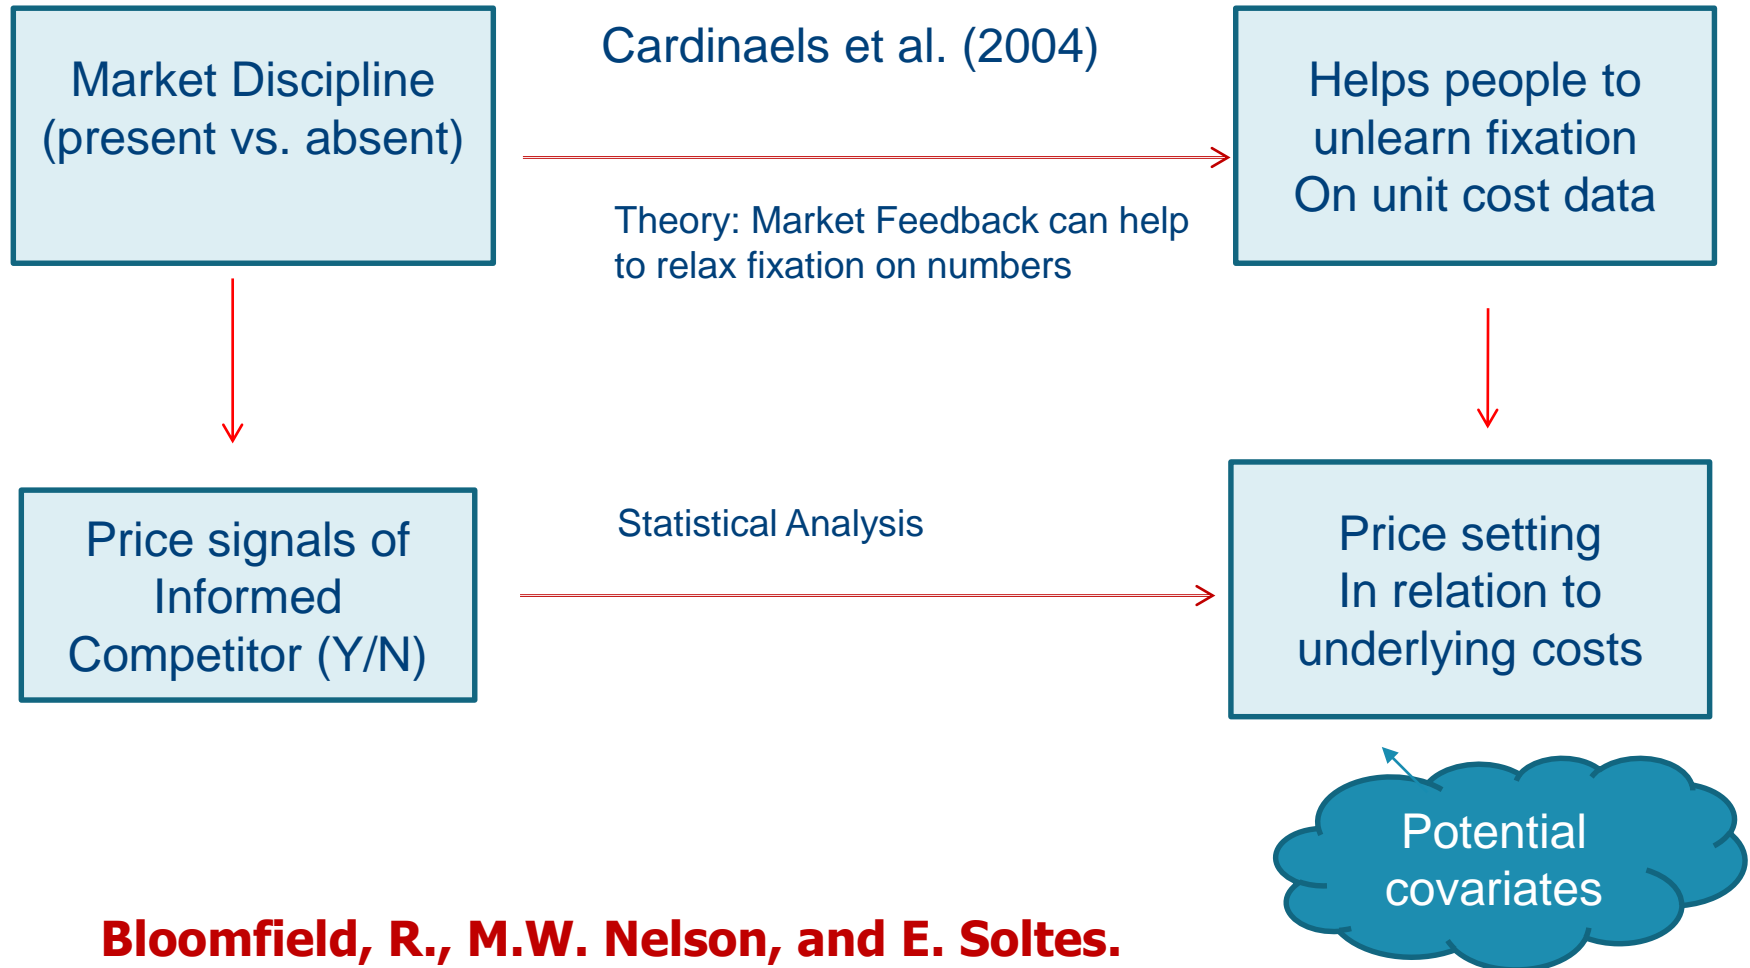 Cardinaels et al. (2004)
Market Discipline
(present vs. absent)
Helps people to
unlearn fixation
On unit cost data
Theory: Market Feedback can help
to relax fixation on numbers
Price signals of
Informed
Competitor (Y/N)
Statistical Analysis
Price setting
In relation to
underlying costs
Potential
covariates
Bloomfield, R., M.W. Nelson, and E. Soltes.